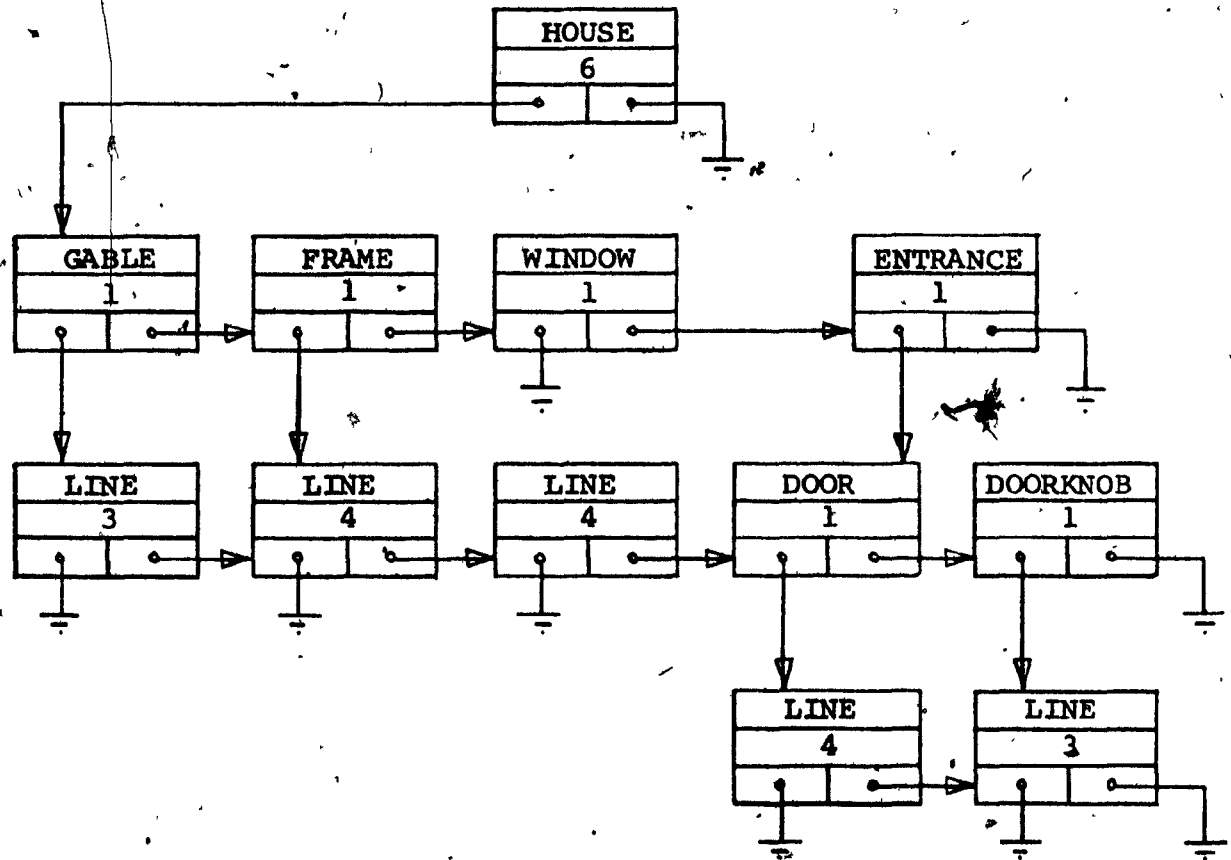 HOUSE
6
GABLE
1
FRAME
1
WINDOW
1
ENTRANCE
1
LINE
3
LINE
4
LINE
4
DOOR
1
DOORKNOB
1
LINE
4
LINE
3